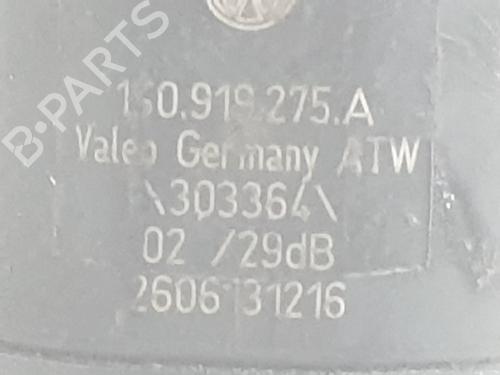 B-PARTS
1S0.919.275.A
Valeo Germany ATW
\303364\
02 /29dB
2606131216